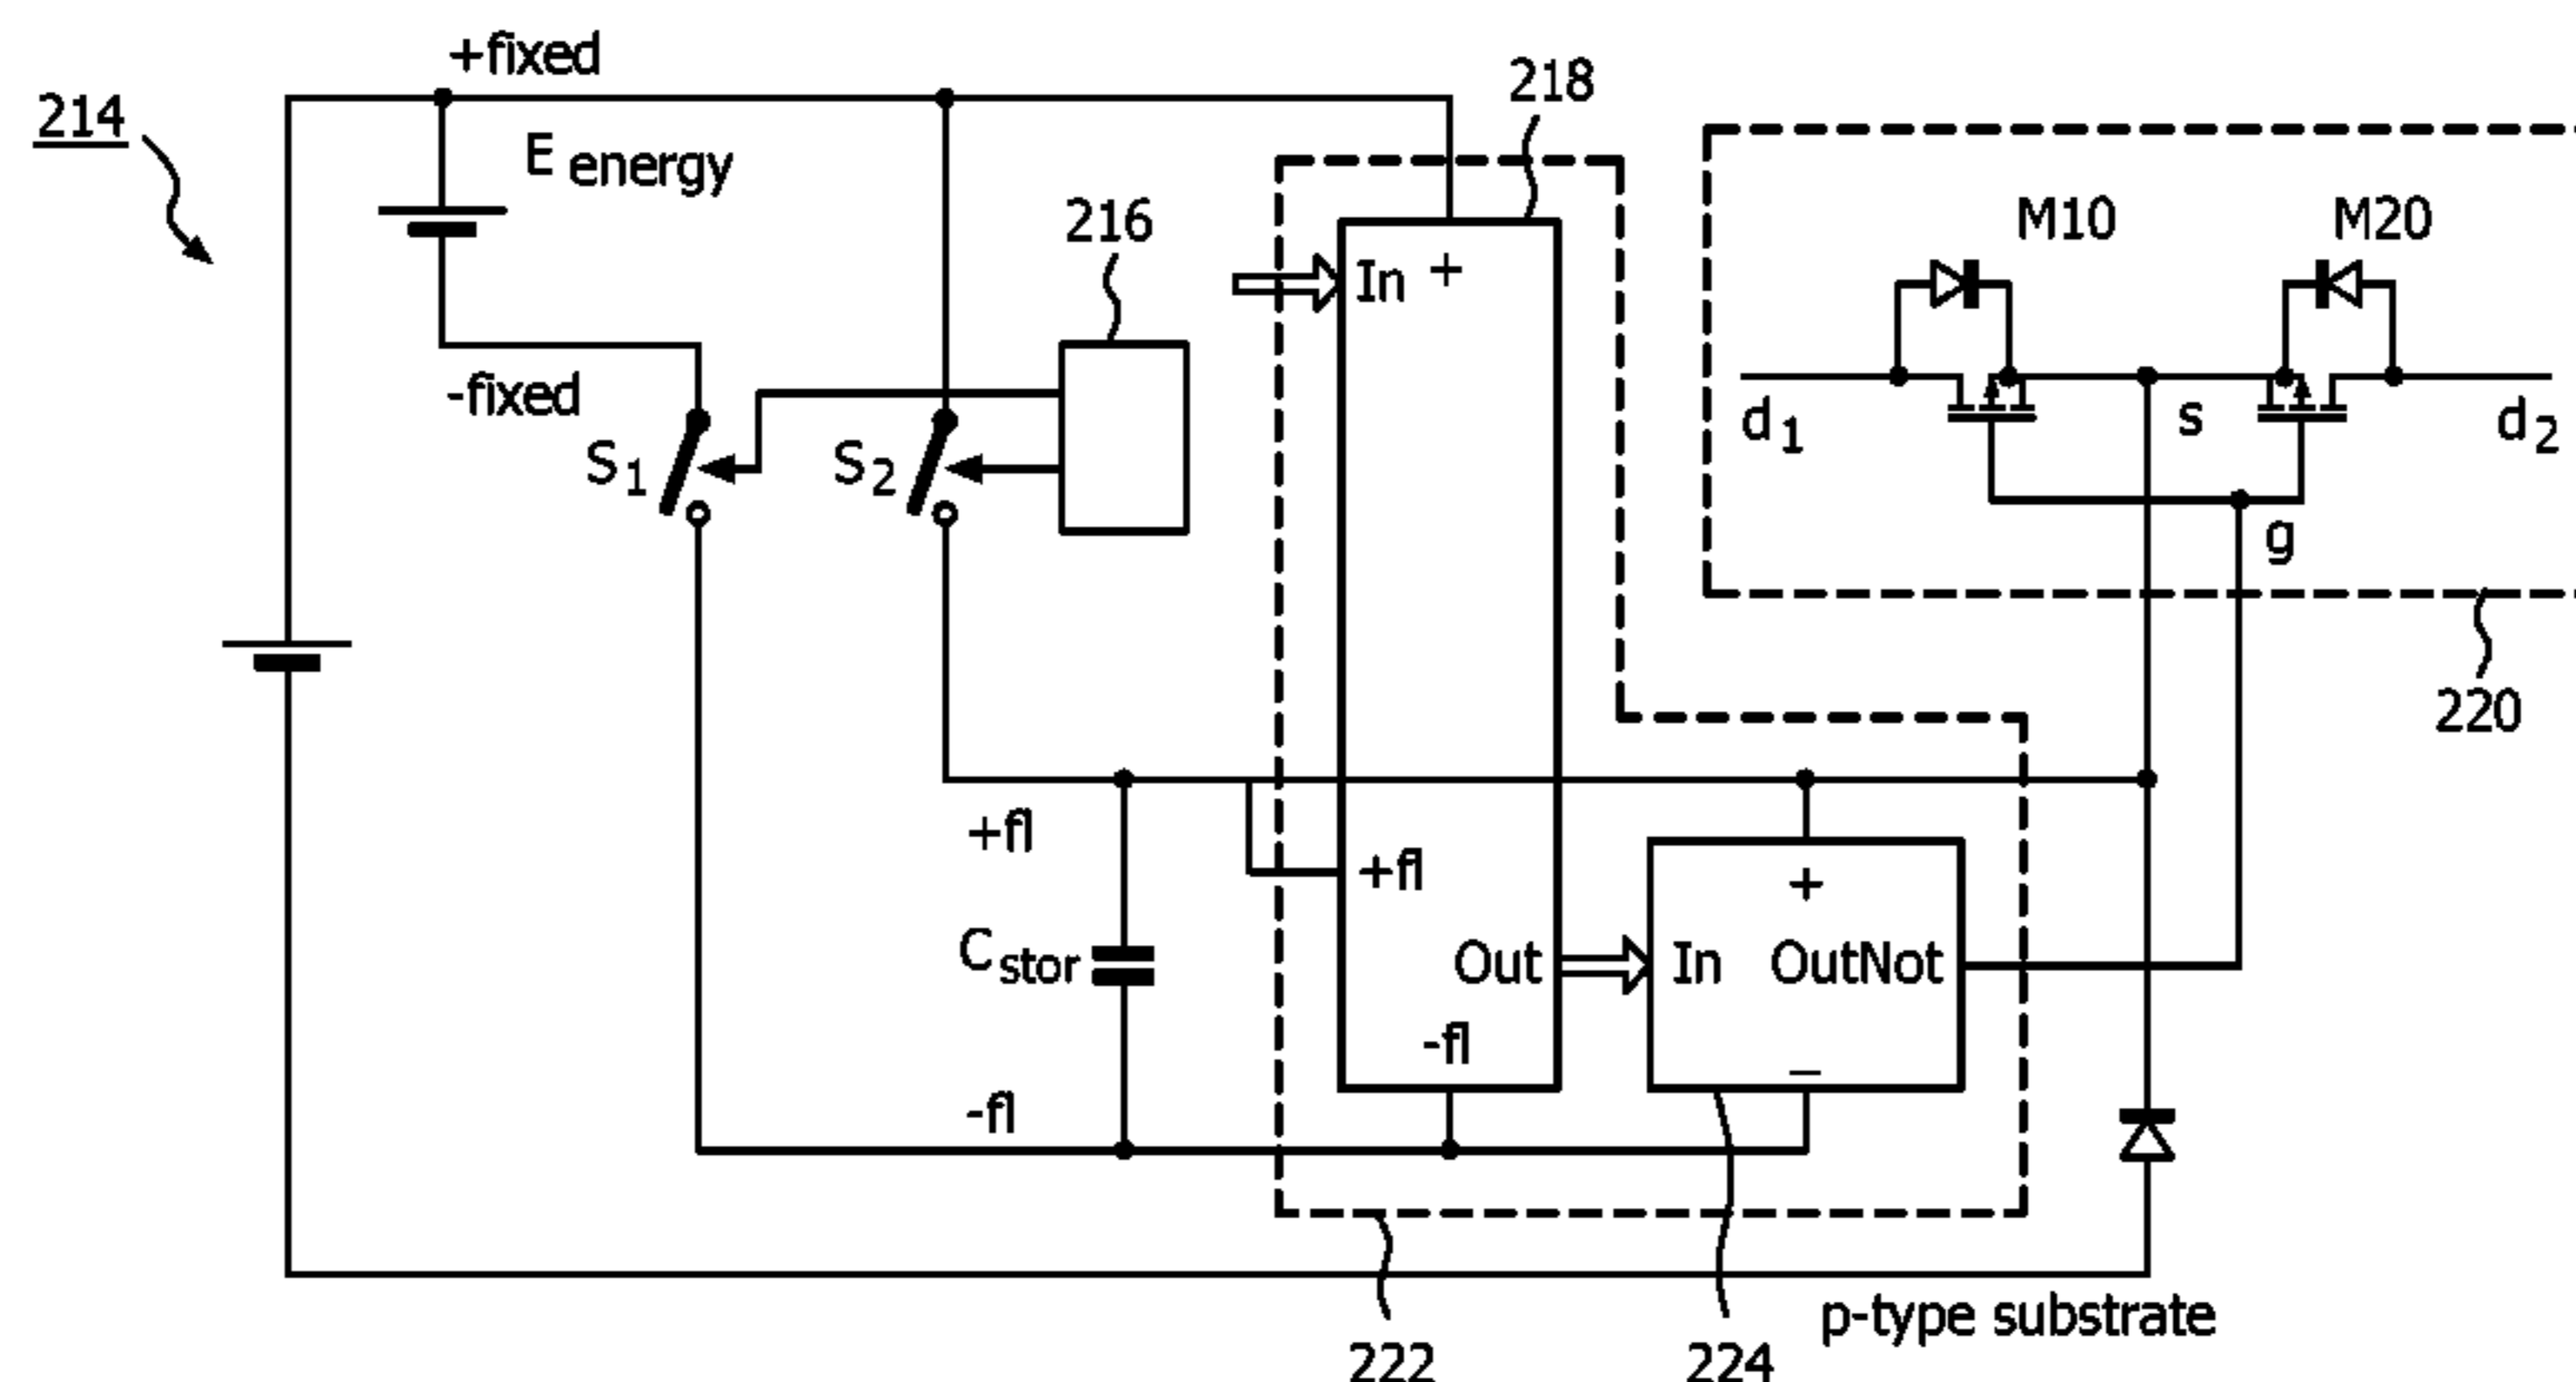 +fixed
214
E energy
218
216
M10
M20
In +
-fixed
S1
S2
d1
s
d2
g
220
+fl
+fl
+
Cstor
Out
In OutNot
-fl
-fl
–
222
224
p-type substrate